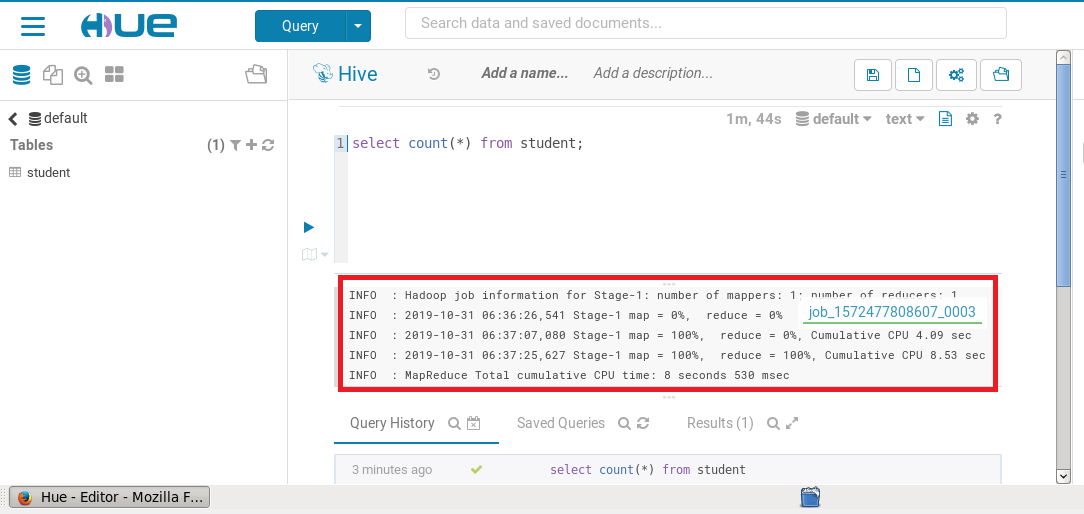 HUE
Query
Search data and saved documents...
Hive
Add a name...
Add a description...
default
Tables
(1)
student
1m, 44s
default
text
?
1
select count(*) from student;
INFO  : Hadoop job information for Stage-1: number of mappers: 1; number of reducers: 1
INFO  : 2019-10-31 06:36:26,541 Stage-1 map = 0%,  reduce = 0%
job_1572477808607_0003
INFO  : 2019-10-31 06:37:07,080 Stage-1 map = 100%,  reduce = 0%, Cumulative CPU 4.09 sec
INFO  : 2019-10-31 06:37:25,627 Stage-1 map = 100%,  reduce = 100%, Cumulative CPU 8.53 sec
INFO  : MapReduce Total cumulative CPU time: 8 seconds 530 msec
Query History
Saved Queries
Results (1)
3 minutes ago
select count(*) from student
Hue - Editor - Mozilla F...